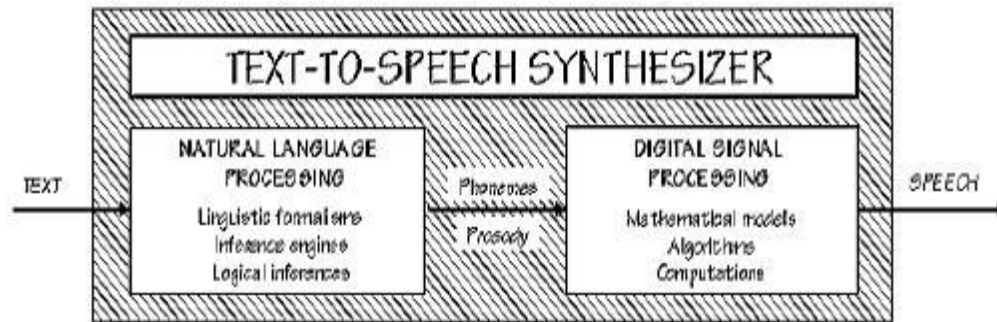 TEXT-TO-SPEECH SYNTHESIZER
TEXT
NATURAL LANGUAGE
PROCESSING
Linguistic formalisms
Inference engines
Logical inferences
Phonemes
Prosody
DIGITAL SIGNAL
PROCESSING
Mathematical models
Algorithms
Computations
SPEECH